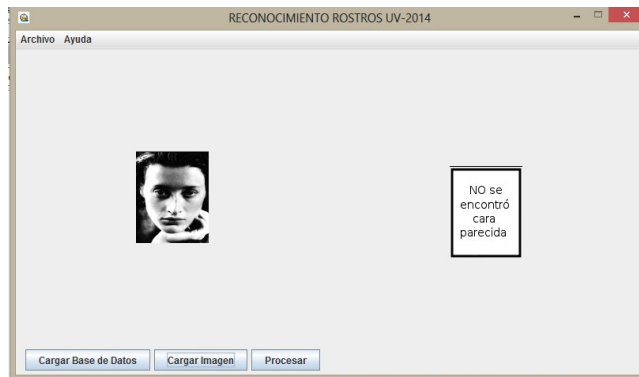 RECONOCIMIENTO ROSTROS UV-2014
Archivo Ayuda
NO se
encontró
cara
parecida
Cargar Base de Datos Cargar Imagen Procesar